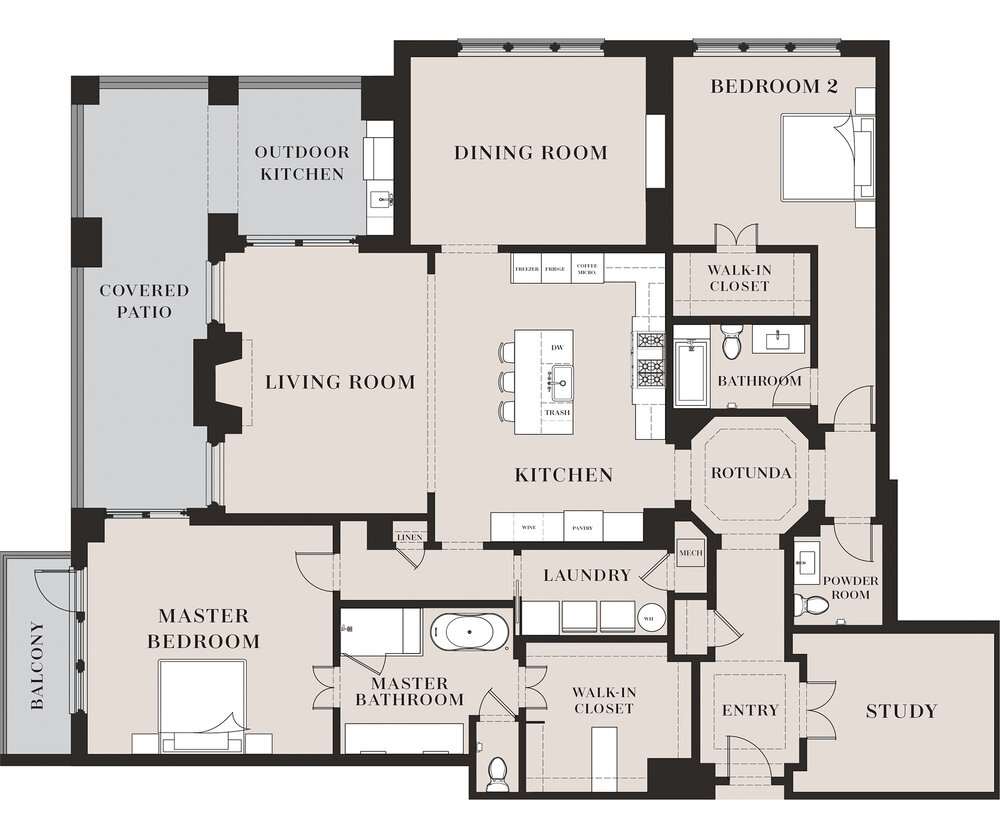 BEDROOM 2
OUTDOOR
KITCHEN
DINING ROOM
FREEZER
FRIDGE
COFFEE
MICRO.
WALK-IN
CLOSET
COVERED
PATIO
DW
LIVING ROOM
BATHROOM
TRASH
KITCHEN
ROTUNDA
WINE
PANTRY
LINEN
MECH
LAUNDRY
POWDER
ROOM
MASTER
BEDROOM
WH
BALCONY
MASTER
BATHROOM
WALK-IN
CLOSET
ENTRY
STUDY